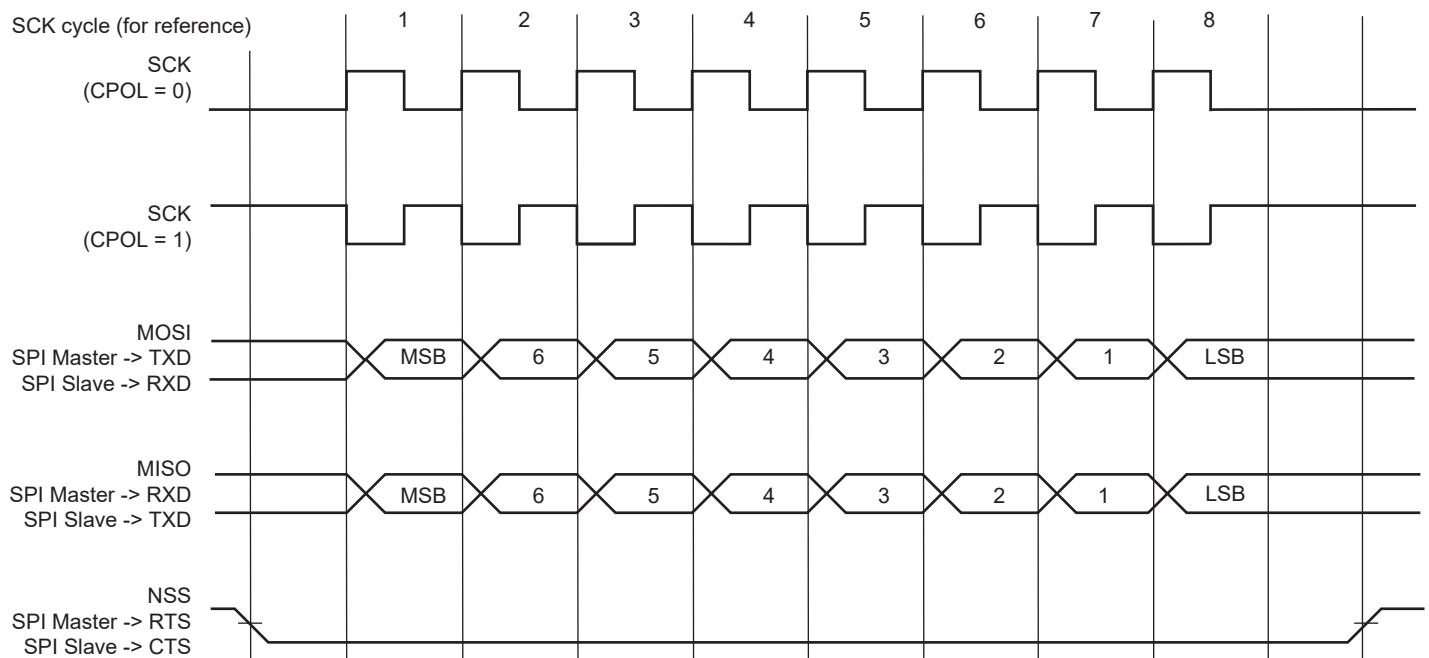 SCK cycle (for reference) 1 2 3 4 5 6 7 8
SCK
(CPOL = 0)
SCK
(CPOL = 1)
MOSI
SPI Master -> TXD
SPI Slave -> RXD
MSB 6 5 4 3 2 1 LSB
MISO
SPI Master -> RXD
SPI Slave -> TXD
MSB 6 5 4 3 2 1 LSB
NSS
SPI Master -> RTS
SPI Slave -> CTS